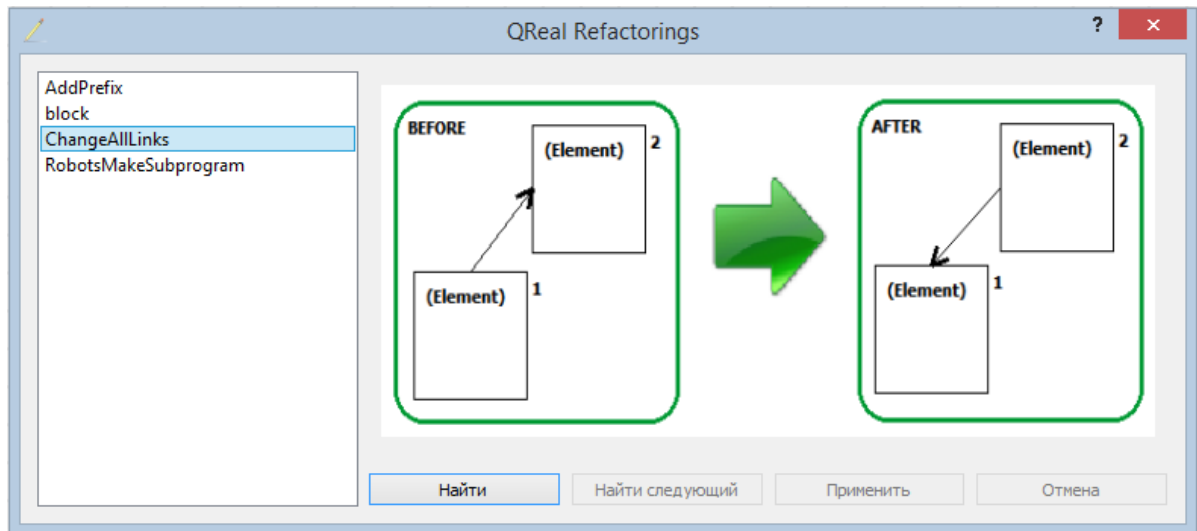 QReal Refactorings
?
×
AddPrefix
block
ChangeAllLinks
RobotsMakeSubprogram
BEFORE
(Element)
2
(Element)
1
AFTER
(Element)
2
(Element)
1
Найти
Найти следующий
Применить
Отмена